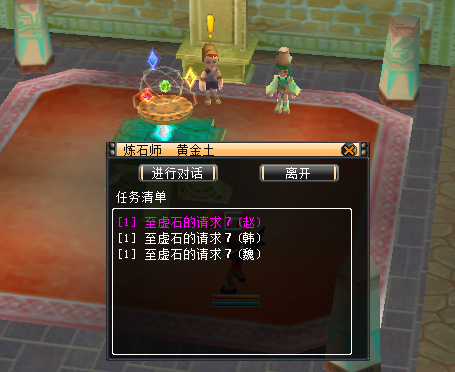 炼石师 黄金土
进行对话 离开
任务清单
[1] 至虚石的请求7（赵）
[1] 至虚石的请求7（韩）
[1] 至虚石的请求7（魏）